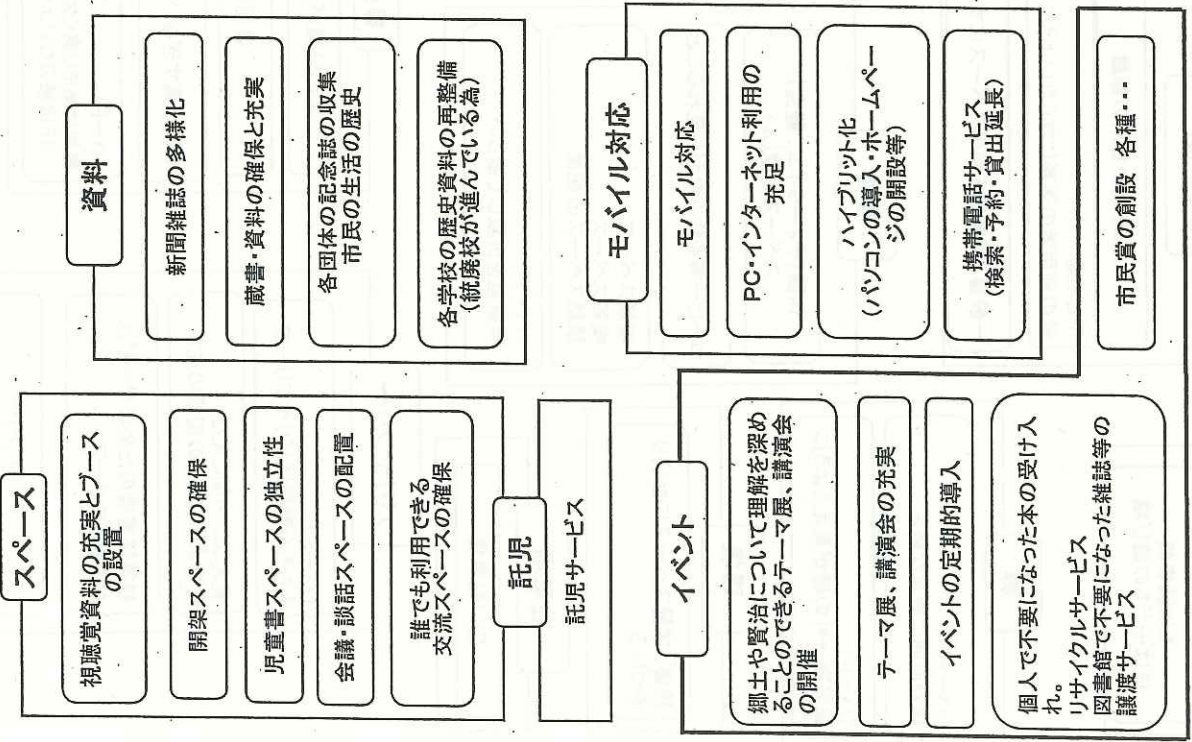 スペース
視聴覚資料の充実とブース
の設置
開架スペースの確保
児童書スペースの独立性
会議・談話スペースの配置
誰でも利用できる
交流スペースの確保
託児
託児サービス
資料
新聞雑誌の多様化
蔵書・資料の確保と充実
各団体の記念誌の収集
市民の生活の歴史
各学校の歴史資料の再整備
(統廃校が進んでいる為)
イベント
郷土や賢治について理解を深め
ることのできるテーマ展、講演会
の開催
テーマ展、講演会の充実
イベントの定期的導入
個人で不要になった本の受け入
れ。
リサイクルサービス
図書館で不要になった雑誌等の
譲渡サービス
市民賞の創設 各種・・・
モバイル対応
モバイル対応
PC・インターネット利用の
充足
ハイブリット化
(パソコンの導入・ホームペー
ジの開設等)
携帯電話サービス
(検索・予約・貸出延長)